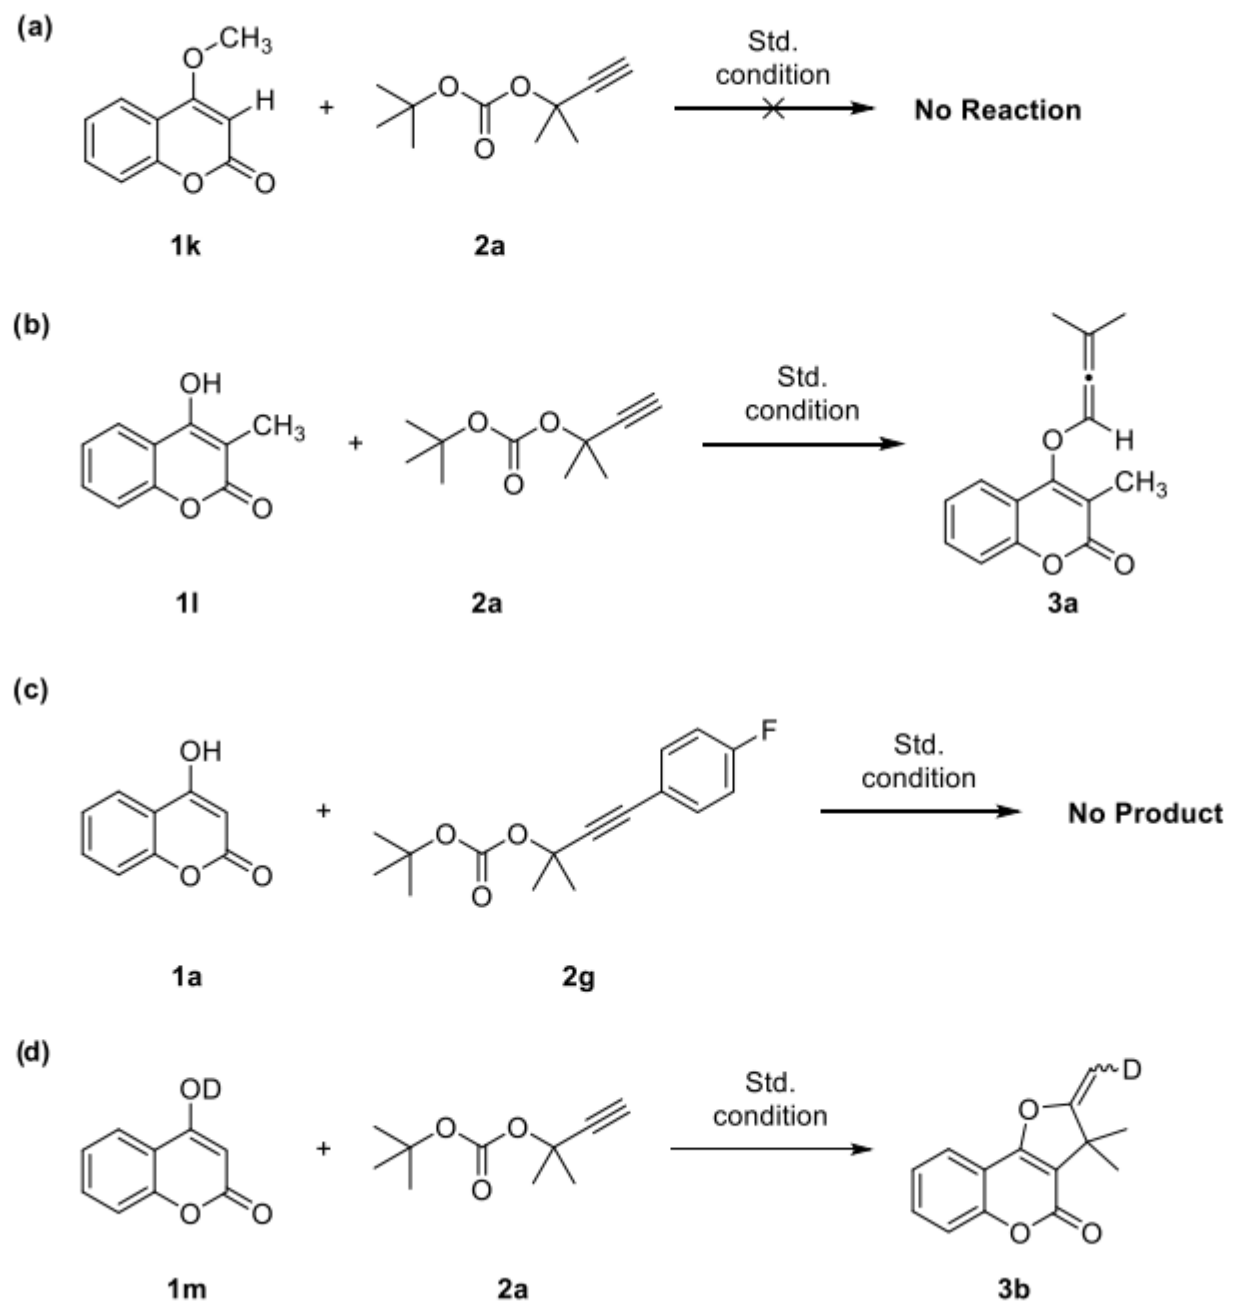 (a)
O CH3
H
O O
+
O O
O
Std.
condition
No Reaction
1k
2a
(b)
OH
CH3
O O
+
O O
O
Std.
condition
O H
CH3
O O
1l
2a
3a
(c)
OH
O O
+
F
O O
O
Std.
condition
No Product
1a
2g
(d)
OD
O O
+
O O
O
Std.
condition
D
O
O O
1m
2a
3b